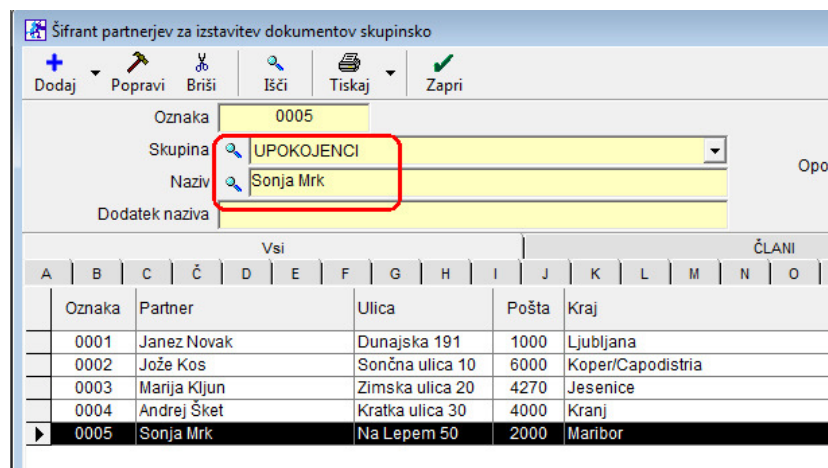 Šifrant partnerjev za izstavitev dokumentov skupinsko
Dodaj Popravi Briši Išči Tiskaj Zapri
Oznaka 0005
Skupina UPOKOJENCI
Opo
Naziv Sonja Mrk
Dodatek naziva
Vsi ČLANI
A B C Č D E F G H I J K L M N O
Oznaka Partner Ulica Pošta Kraj
0001 Janez Novak Dunajska 191 1000 Ljubljana
0002 Jože Kos Sončna ulica 10 6000 Koper/Capodistria
0003 Marija Kljun Zimska ulica 20 4270 Jesenice
0004 Andrej Šket Kratka ulica 30 4000 Kranj
0005 Sonja Mrk Na Lepem 50 2000 Maribor